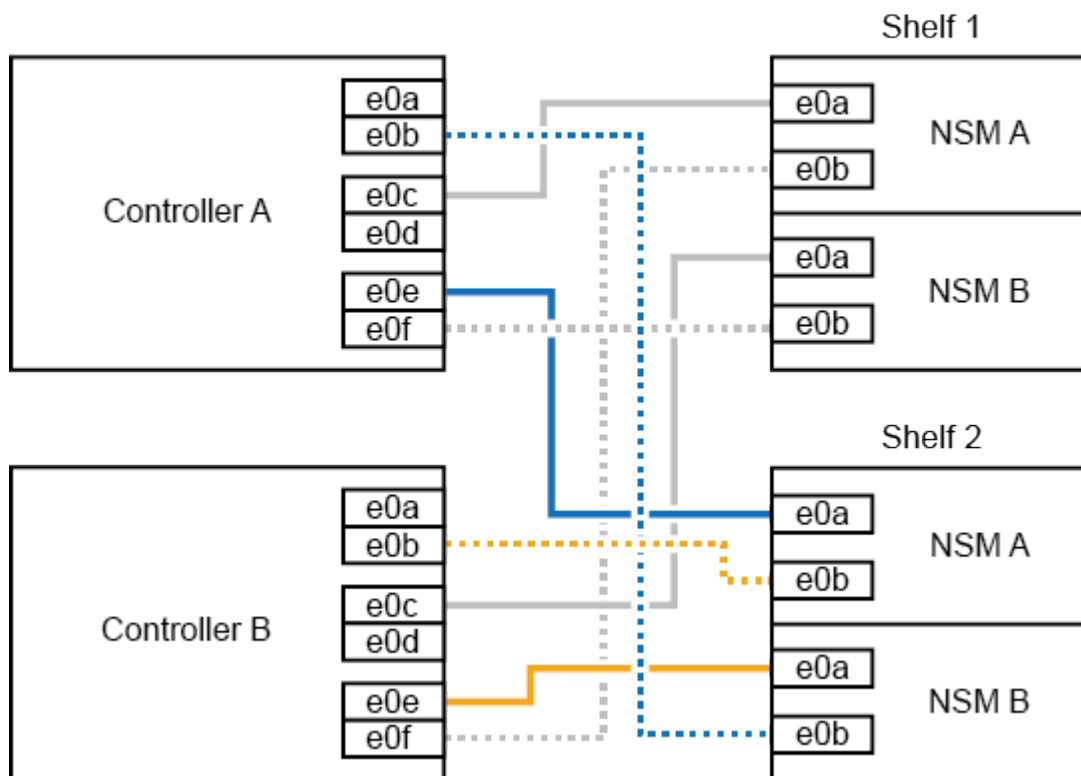 Shelf 1
Controller A
e0a
e0b
e0c
e0d
e0e
e0f
e0a
e0b
NSM A
e0a
e0b
NSM B
Shelf 2
Controller B
e0a
e0b
e0c
e0d
e0e
e0f
e0a
e0b
NSM A
e0a
e0b
NSM B